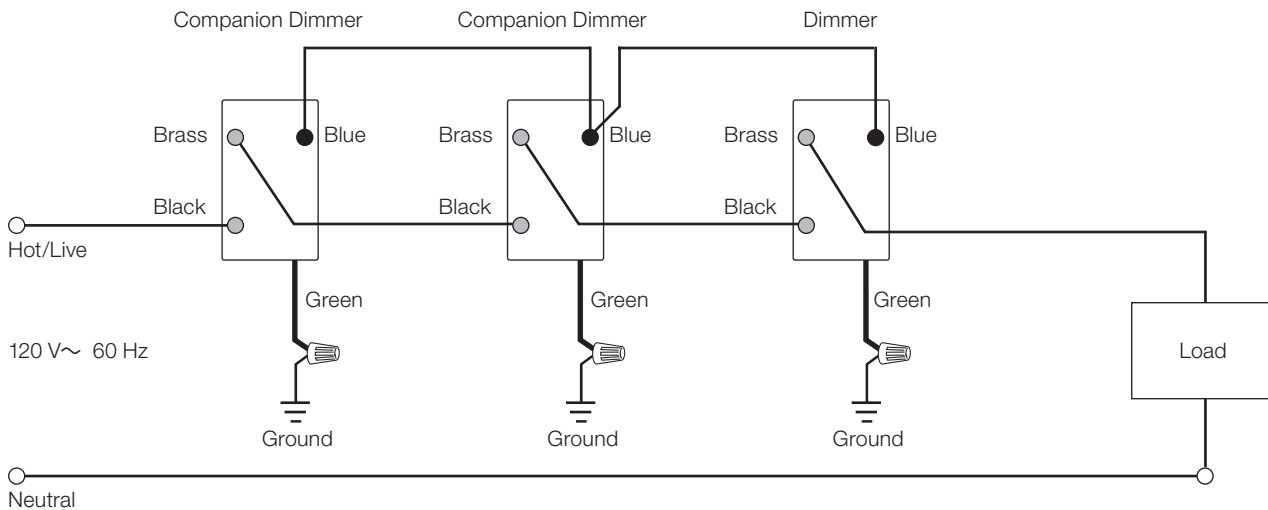 Companion Dimmer Companion Dimmer Dimmer
Brass Blue Brass Blue Brass Blue
Black Black Black
Hot/Live
Green Green Green
120 V~ 60 Hz
Load
Ground Ground Ground
Neutral